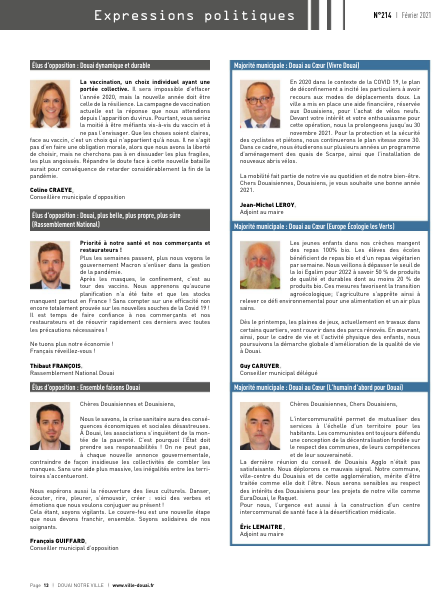 Expressions politiques
N°214 | Février 2021
Élus d'opposition : Douai dynamique et durable
La vaccination, un choix individuel ayant une
portée collective. Il sera impossible d'effacer
l'année 2020, mais la nouvelle année doit être
celle de la résilience. La campagne de vaccination
actuelle est la réponse que nous attendions
depuis l'apparition du virus. Pourtant, vous seriez
la moitié à être méfiants vis-à-vis du vaccin et à
ne pas l'envisager. Que les choses soient claires,
face au vaccin, c'est un choix qui n'appartient qu'à nous. Il ne s'agit
pas d'en faire une obligation morale, alors que nous avons la liberté
de choisir, mais ne cherchons pas à en dissuader les plus fragiles,
les plus angoissés. Répandre le doute face à cette nouvelle bataille
aurait pour conséquence de retarder considérablement la fin de la
pandémie.
Coline CRAEYE,
Conseillère municipale d'opposition
Élus d'opposition : Douai, plus belle, plus propre, plus sûre
(Rassemblement National)
Priorité à notre santé et nos commerçants et
restaurateurs !
Plus les semaines passent, plus nous voyons le
gouvernement Macron s'enliser dans la gestion
de la pandémie.
Après les masques, le confinement, c'est au
tour des vaccins. Nous apprenons qu'aucune
planification n'a été faite et que les stocks
manquent partout en France ! Sans compter sur une efficacité non
encore totalement prouvée sur les nouvelles souches de la Covid 19 !
Il est temps de faire confiance à nos commerçants et nos
restaurateurs et de réouvrir rapidement ces derniers avec toutes
les précautions nécessaires !
Ne tuons plus notre économie !
Français réveillez-vous !
Thibaut FRANÇOIS,
Rassemblement National Douai
Élus d'opposition : Ensemble faisons Douai
Chères Douaisiennes et Douaisiens,
Nous le savons, la crise sanitaire aura des consé-
quences économiques et sociales désastreuses.
À Douai, les associations s'inquiètent de la mon-
tée de la pauvreté. C'est pourquoi l'État doit
prendre ses responsabilités ! On ne peut pas,
à chaque nouvelle annonce gouvernementale,
contraindre de façon insidieuse les collectivités de combler les
manques. Sans une aide plus massive, les inégalités entre les terri-
toires s'accentueront.
Nous espérons aussi la réouverture des lieux culturels. Danser,
écouter, rire, pleurer, s'émouvoir, créer : voici des verbes et
émotions que nous voulons conjuguer au présent !
Cela étant, soyons vigilants. Le couvre-feu est une nouvelle étape
que nous devons franchir, ensemble. Soyons solidaires de nos
soignants.
François GUIFFARD,
Conseiller municipal d'opposition
Majorité municipale : Douai au Cœur (Vivre Douai)
En 2020 dans le contexte de la COVID 19, le plan
de déconfinement a incité les particuliers à avoir
recours aux modes de déplacements doux. La
ville a mis en place une aide financière, réservée
aux Douaisiens, pour l'achat de vélos neufs.
Devant votre intérêt et votre enthousiasme pour
cette opération, nous la prolongeons jusqu'au 30
novembre 2021. Pour la protection et la sécurité
des cyclistes et piétons, nous continuerons le plan vitesse zone 30.
Dans ce cadre, nous étudierons sur plusieurs années un programme
d'aménagement des quais de Scarpe, ainsi que l'installation de
nouveaux abris vélos.
La mobilité fait partie de notre vie au quotidien et de notre bien-être.
Chers Douaisiennes, Douaisiens, je vous souhaite une bonne année
2021.
Jean-Michel LEROY,
Adjoint au maire
Majorité municipale : Douai au Cœur (Europe Écologie les Verts)
Les jeunes enfants dans nos crèches mangent
des repas 100% bio. Les élèves des écoles
bénéficient de repas bio et d'un repas végétarien
par semaine. Nous veillons à dépasser le seuil de
la loi Egalim pour 2022 à savoir 50 % de produits
de qualité et durables dont au moins 20 % de
produits bio. Ces mesures favorisent la transition
agroécologique; l'agriculture s'apprête ainsi à
relever ce défi environnemental pour une alimentation et un air plus
sains.
Dès le printemps, les plaines de jeux, actuellement en travaux dans
certains quartiers, vont rouvrir dans des parcs rénovés. En œuvrant,
ainsi, pour le cadre de vie et l'activité physique des enfants, nous
poursuivons la démarche globale d'amélioration de la qualité de vie
à Douai.
Guy CARUYER,
Conseiller municipal délégué
Majorité municipale : Douai au Cœur (L'humain d'abord pour Douai)
Chères Douaisiennes, Chers Douaisiens,
L'intercommunalité permet de mutualiser des
services à l'échelle d'un territoire pour les
habitants. Les communistes ont toujours défendu
une conception de la décentralisation fondée sur
le respect des communes, de leurs compétences
et de leur souveraineté.
La dernière réunion du conseil de Douaisis Agglo n'était pas
satisfaisante. Nous déplorons ce mauvais signal. Notre commune,
ville-centre du Douaisis et de cette agglomération, mérite d'être
traitée comme elle doit l'être. Nous serons sensibles au respect
des intérêts des Douaisiens pour les projets de notre ville comme
EuraDouai, le Raquet.
Pour nous, l'urgence est aussi à la construction d'un centre
intercommunal de santé face à la désertification médicale.
Éric LEMAITRE,
Adjoint au maire
Page 13 | DOUAI NOTRE VILLE | www.ville-douai.fr